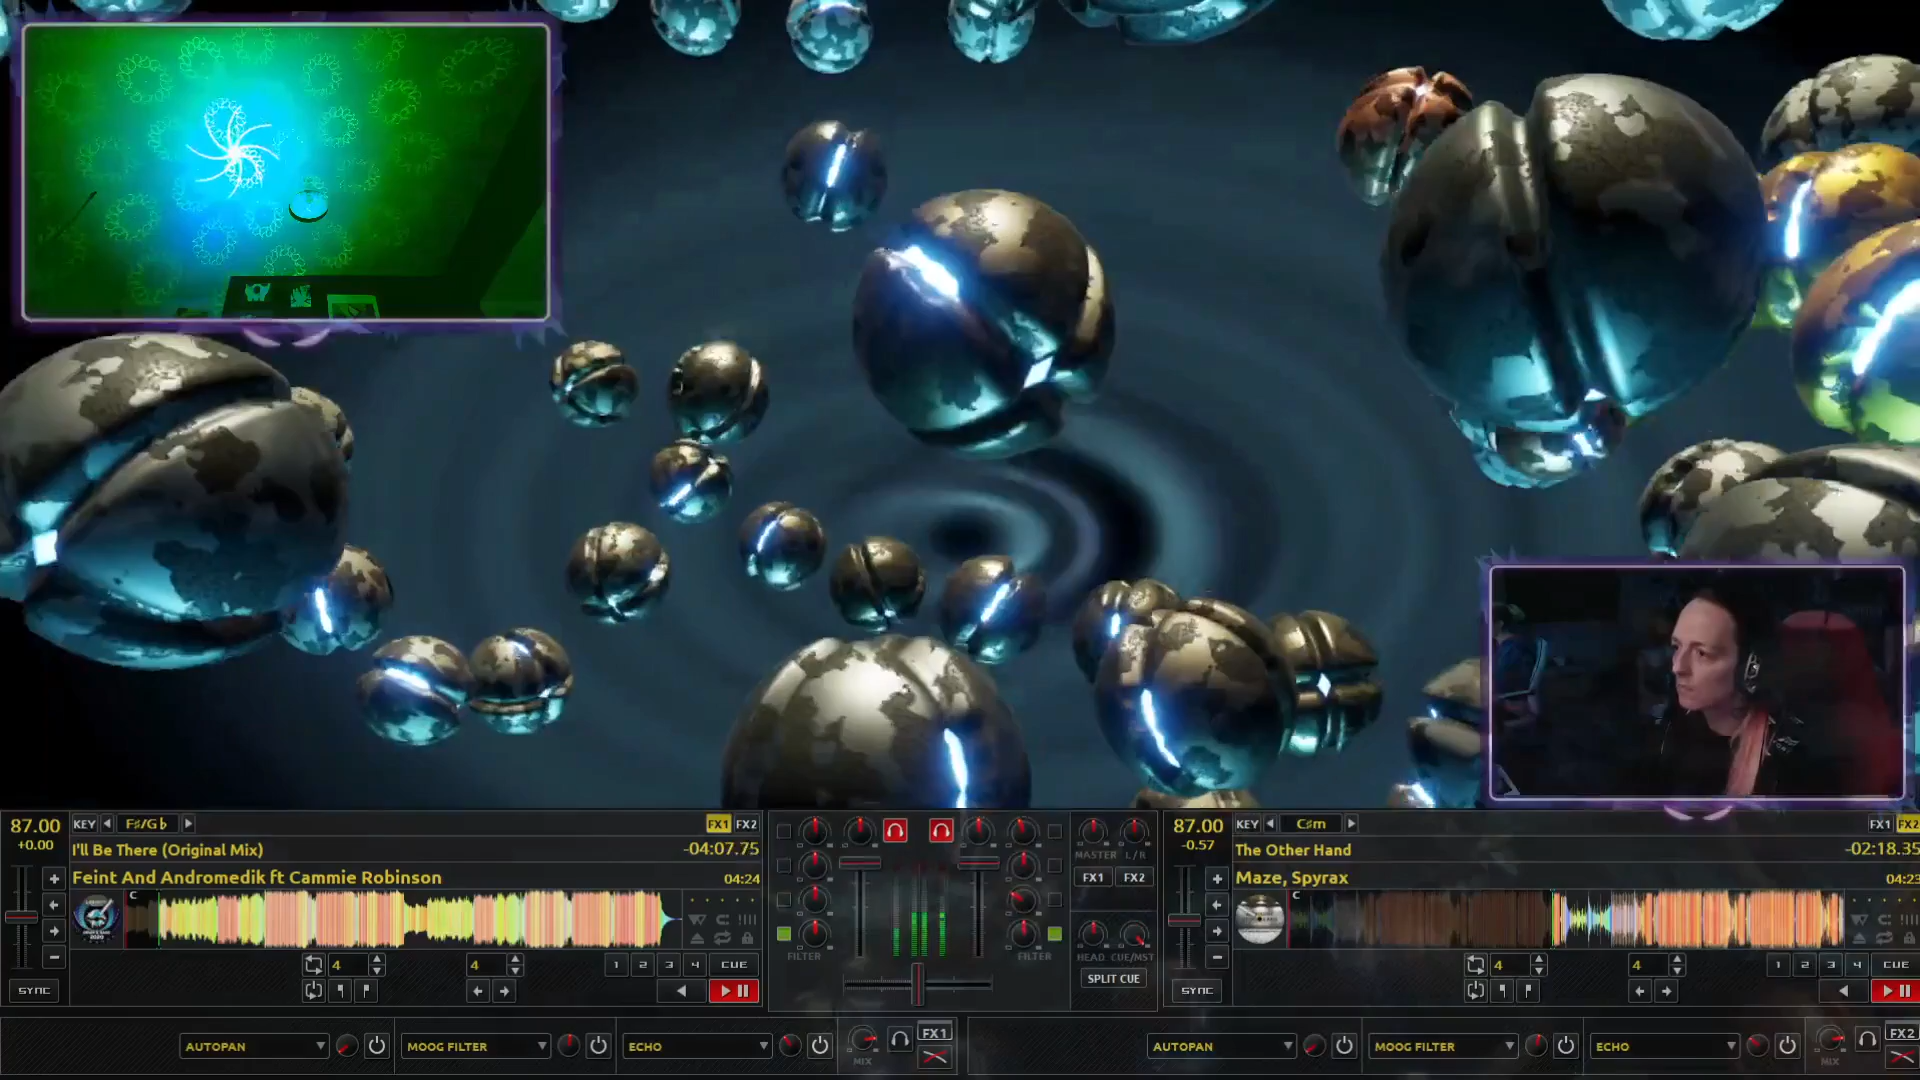 87.00
+0.00
KEY F♯/G♭
FX1 FX2
I'll Be There (Original Mix)
-04:07.75
Feint And Andromedik ft Cammie Robinson
04:24
C
4
4
1 2 3 4 CUE
SYNC
FILTER
FILTER
MASTER L/R
FX1 FX2
HEAD. CUE/MST
SPLIT CUE
87.00
-0.57
KEY C♯m
FX1 FX2
The Other Hand
-02:18.35
Maze, Spyrax
04:23
C
4
4
1 2 3 4 CUE
SYNC
AUTOPAN
MOOG FILTER
ECHO
MIX
FX1
AUTOPAN
MOOG FILTER
ECHO
MIX
FX2